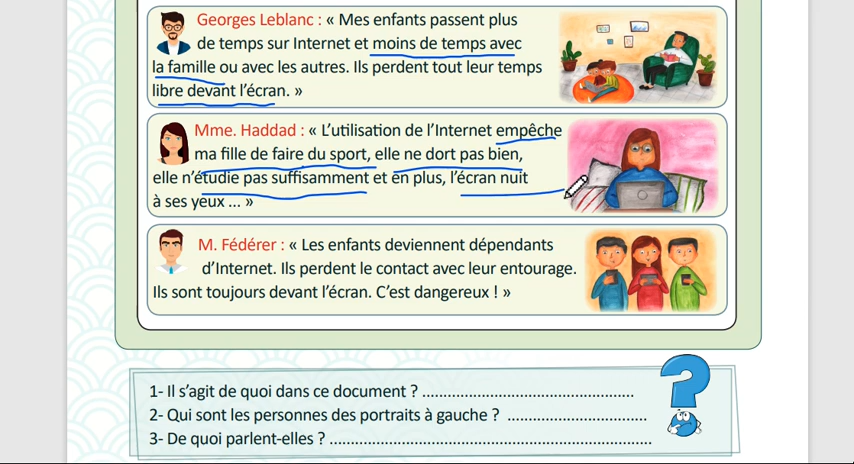 Georges Leblanc : « Mes enfants passent plus
de temps sur Internet et moins de temps avec
la famille ou avec les autres. Ils perdent tout leur temps
libre devant l'écran. »
Mme. Haddad : « L'utilisation de l'Internet empêche
ma fille de faire du sport, elle ne dort pas bien,
elle n'étudie pas suffisamment et en plus, l'écran nuit
à ses yeux ... »
M. Fédérer : « Les enfants deviennent dépendants
d'Internet. Ils perdent le contact avec leur entourage.
Ils sont toujours devant l'écran. C'est dangereux ! »
1- Il s'agit de quoi dans ce document ? ................................................
2- Qui sont les personnes des portraits à gauche ? ...............................
3- De quoi parlent-elles ? .........................................................................